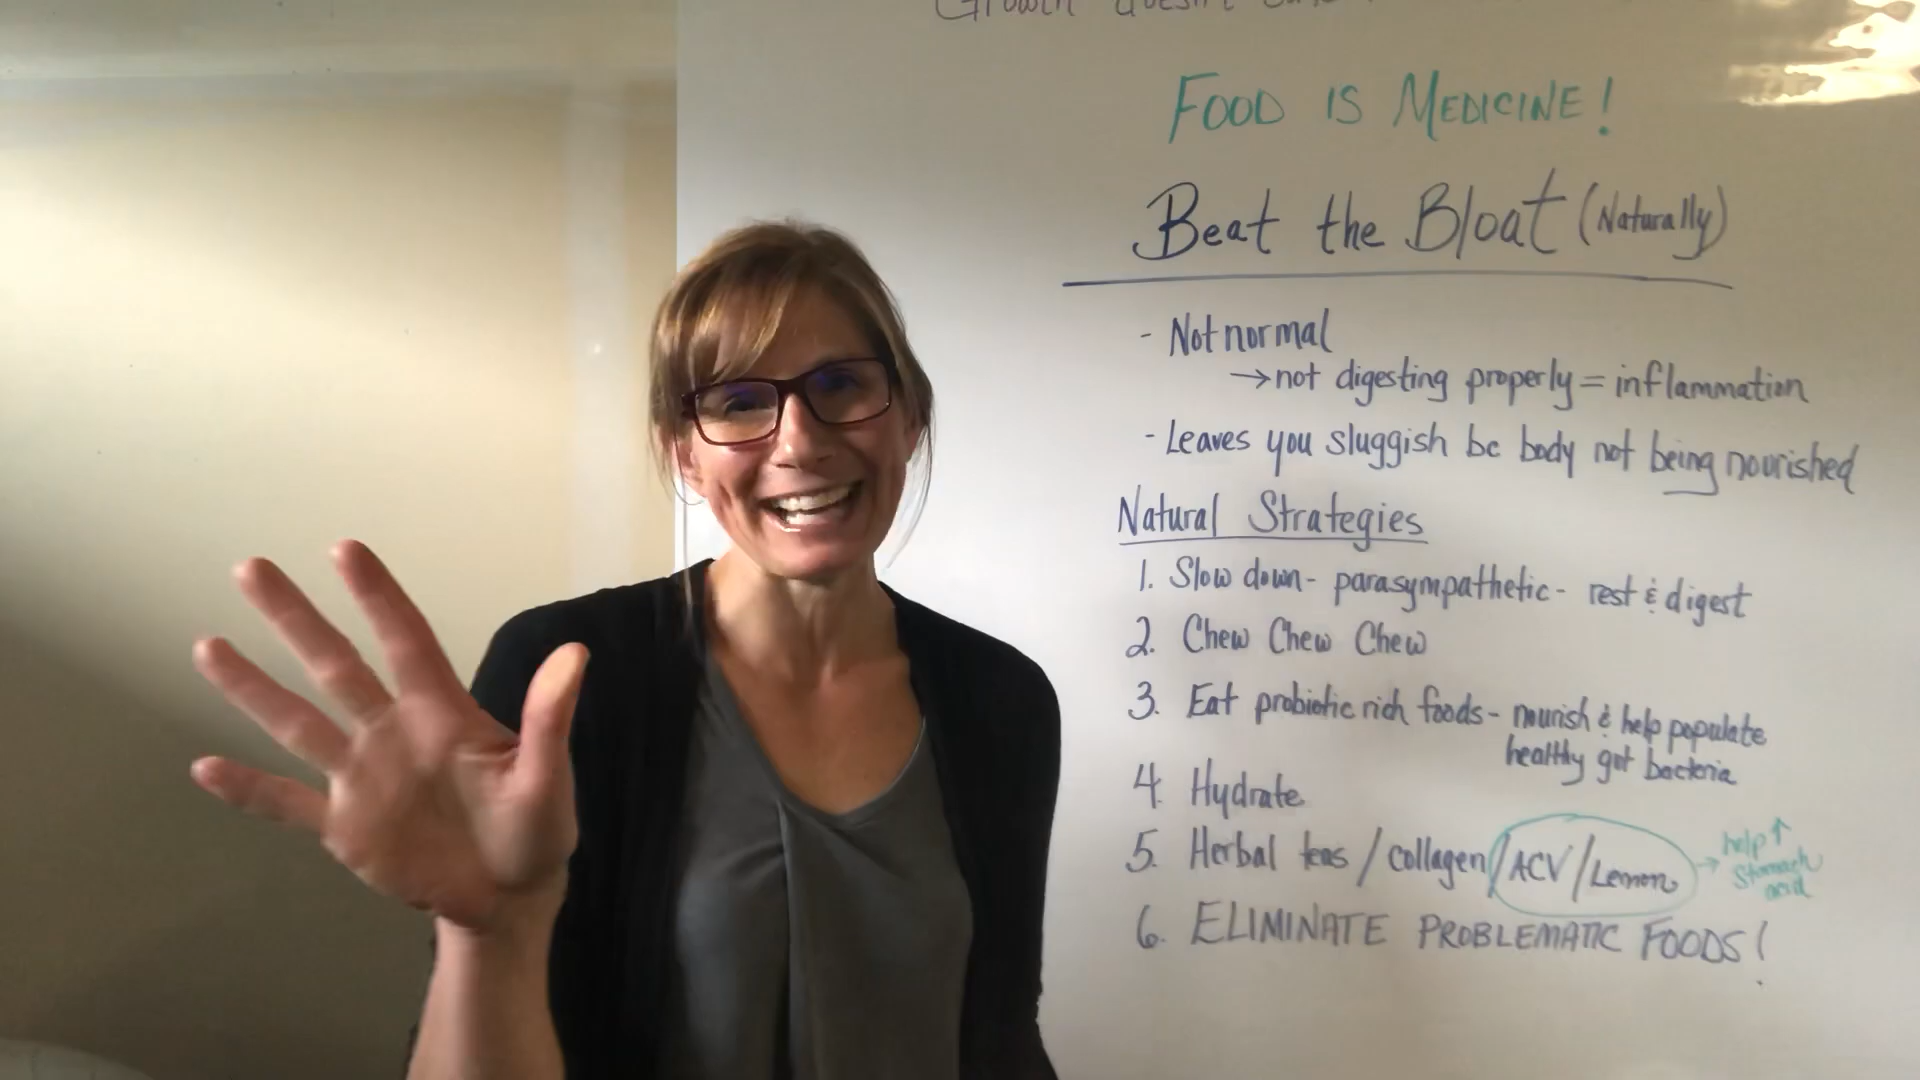 Growth doesn't
FOOD IS MEDICINE!
Beat the Bloat (Naturally)
- Not normal
→ not digesting properly = inflammation
- Leaves you sluggish bc body not being nourished
Natural Strategies
1. Slow down - parasympathetic - rest & digest
2. Chew Chew Chew
3. Eat probiotic rich foods - nourish & help populate
healthy gut bacteria
4. Hydrate
5. Herbal teas / collagen / ACV / Lemon → help ↑
stomach
acid
6. ELIMINATE PROBLEMATIC FOODS!